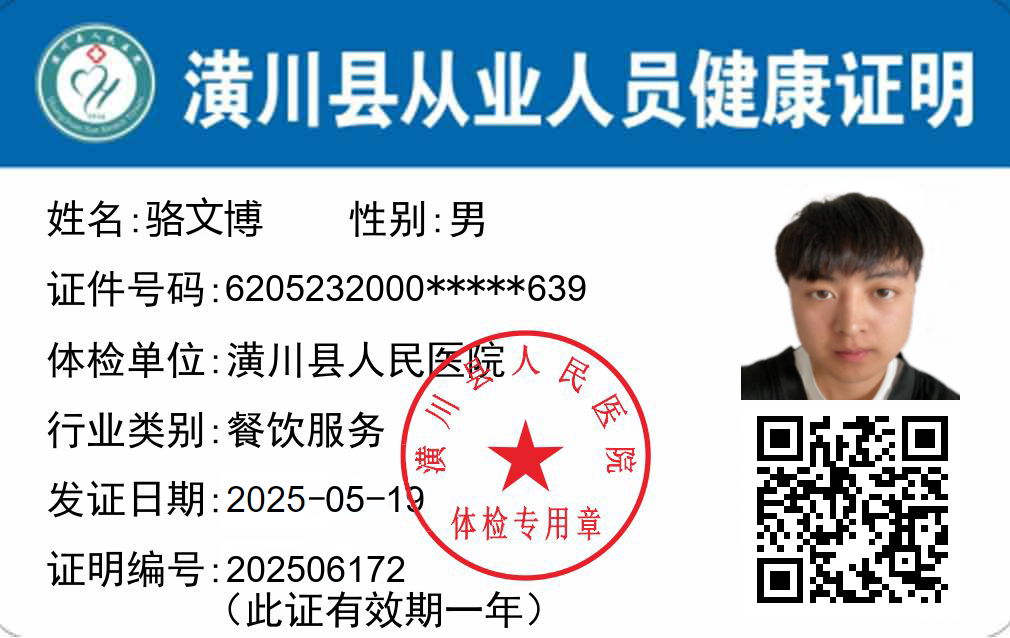 潢川县从业人员健康证明
姓名:骆文博 性别:男
证件号码:6205232000*****639
体检单位:潢川县人民医院
行业类别:餐饮服务
发证日期:2025-05-19
证明编号:202506172
(此证有效期一年)
潢川县人民医院
体检专用章